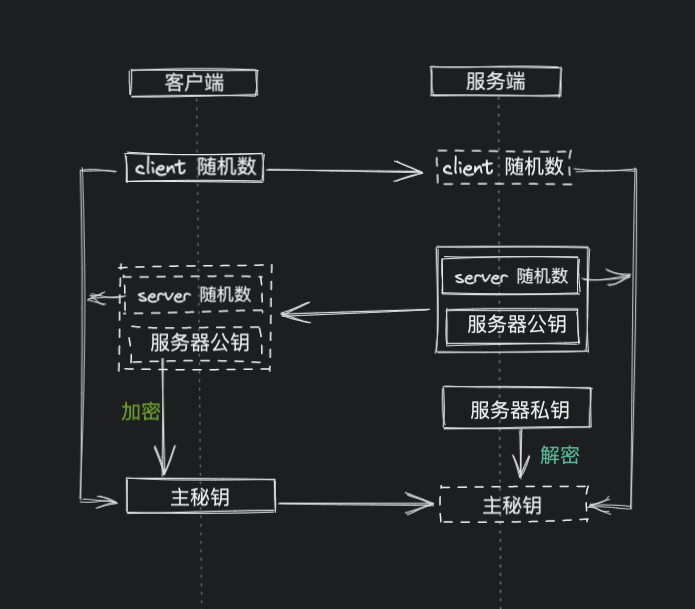 客户端
服务端
client 随机数
client 随机数
server 随机数
server 随机数
服务器公钥
服务器公钥
服务器私钥
加密
解密
主秘钥
主秘钥